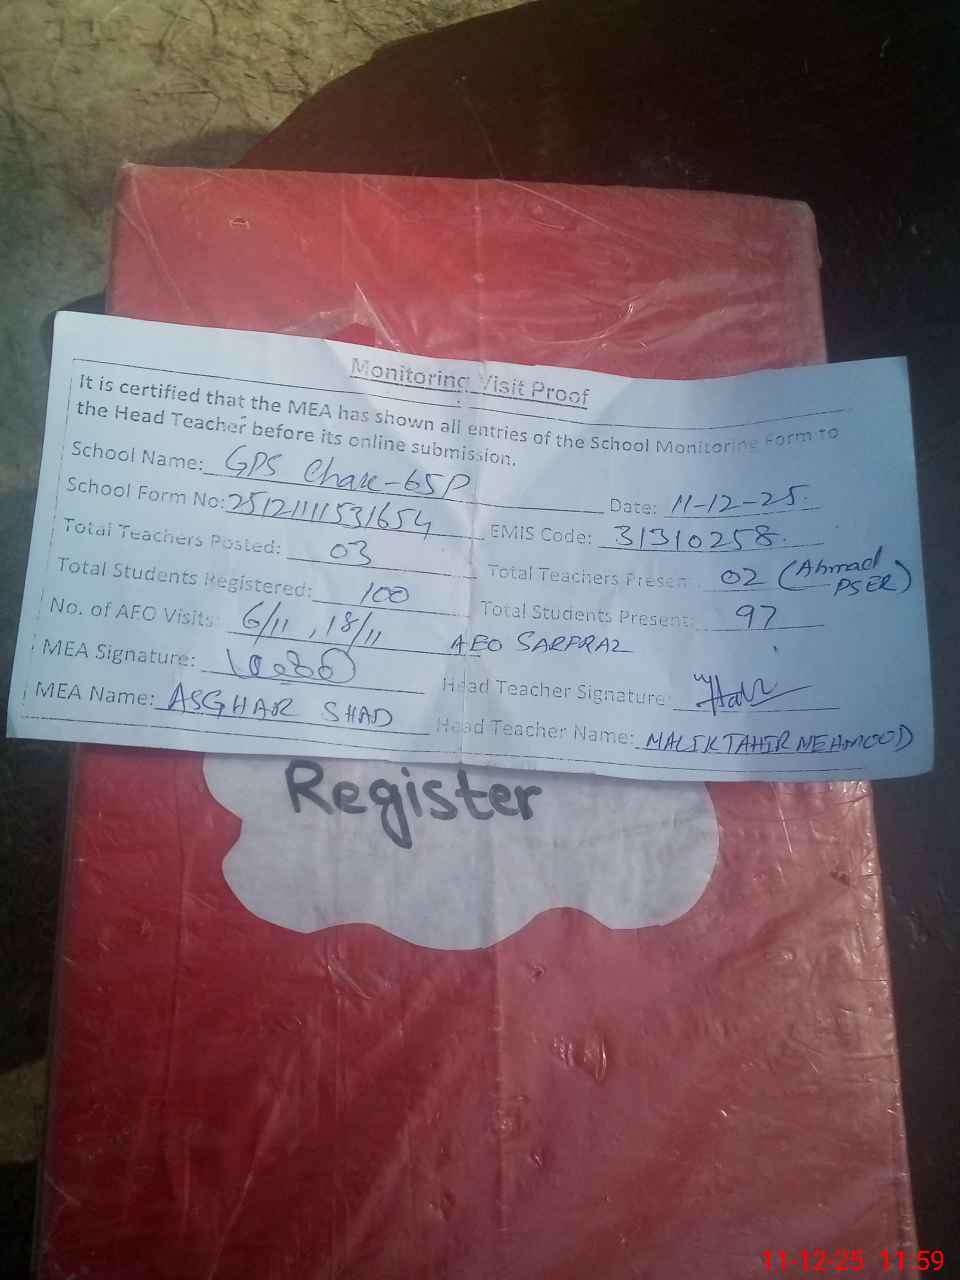 Monitoring Visit Proof
It is certified that the MEA has shown all entries of the School Monitoring Form to
the Head Teacher before its online submission.
School Name: GPS Chak-65P Date: 11-12-25.
School Form No: 25121111531654 EMIS Code: 31310258.
Total Teachers Posted: 03 Total Teachers Presen 02 (Ahmad PSER)
Total Students Registered: 100 Total Students Present: 97
No. of AEO Visits: 6/11, 18/11 AEO SARFRAZ
MEA Signature: Head Teacher Signature:
MEA Name: ASGHAR SHAD Head Teacher Name: MALIK TAHIR MEHMOOD
Register
11-12-25 11:59